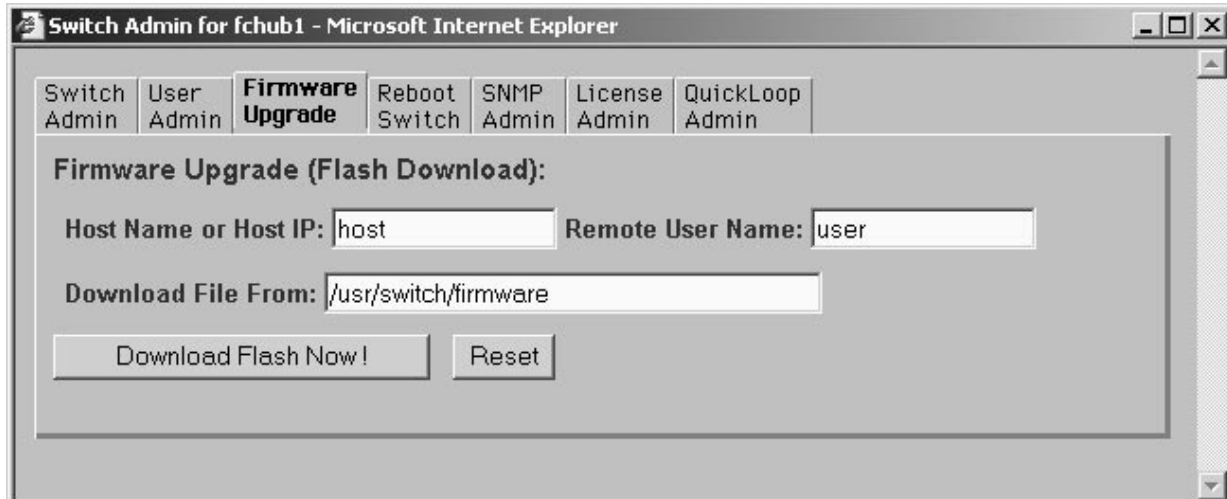 Switch Admin for fchub1 - Microsoft Internet Explorer
Switch Admin
User Admin
Firmware Upgrade
Reboot Switch
SNMP Admin
License Admin
QuickLoop Admin
Firmware Upgrade (Flash Download):
Host Name or Host IP: host Remote User Name: user
Download File From: /usr/switch/firmware
Download Flash Now! Reset